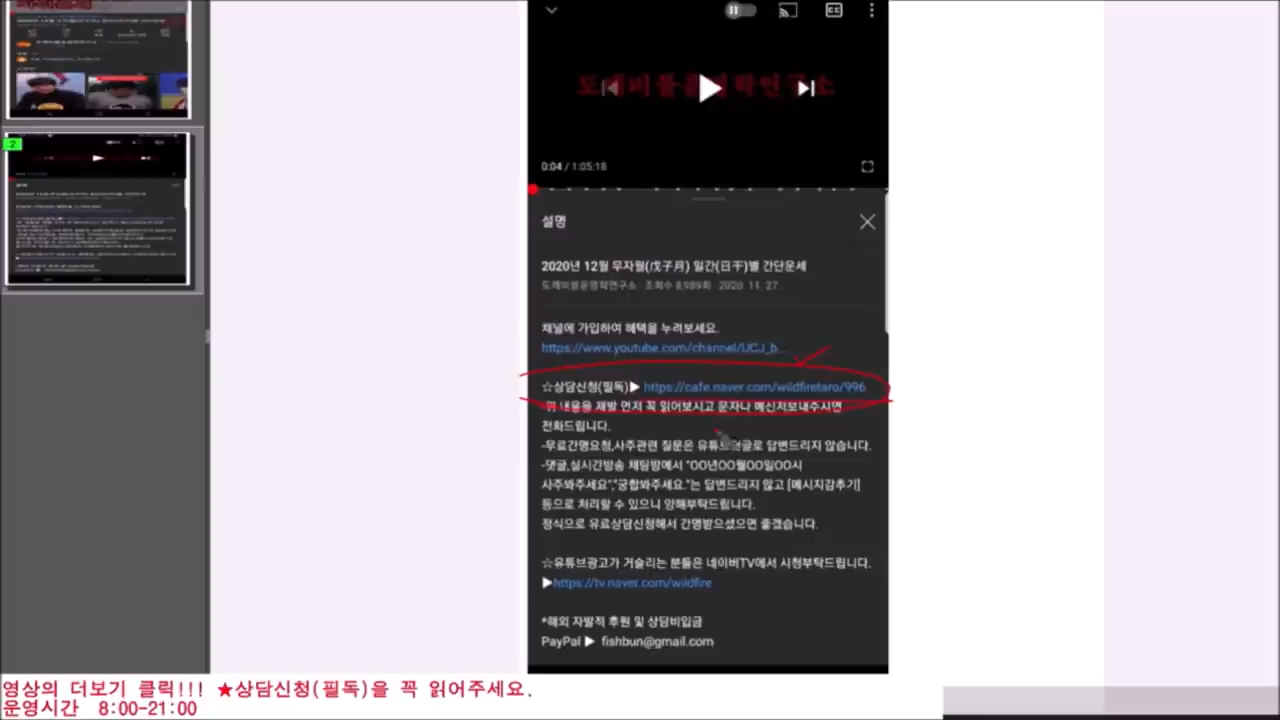 도깨비불운명학연구소
0:04 / 1:05:18
설명
2020년 12월 무자월(戊子月) 일간(日干)별 간단운세
도깨비불운명학연구소 · 조회수 8,989회 · 2020. 11. 27
채널에 가입하여 혜택을 누려보세요.
https://www.youtube.com/channel/UCJ_b...
☆상담신청(필독)▶ https://cafe.naver.com/wildfiretaro/996
-위 내용을 제발 먼저 꼭 읽어보시고 문자나 메신저보내주시면
전화드립니다.
-무료간명요청,사주관련 질문은 유튜브댓글로 답변드리지 않습니다.
-댓글,실시간방송 채팅방에서 "OO년OO월OO일OO시
사주봐주세요","궁합봐주세요."는 답변드리지 않고 [메시지감추기]
등으로 처리할 수 있으니 양해부탁드립니다.
정식으로 유료상담신청해서 간명받으셨으면 좋겠습니다.
☆유튜브광고가 거슬리는 분들은 네이버TV에서 시청부탁드립니다.
▶https://tv.naver.com/wildfire
*해외 자발적 후원 및 상담비입금
PayPal ▶ fishbun@gmail.com
2
영상의 더보기 클릭!!! ★상담신청(필독)을 꼭 읽어주세요.
운영시간 8:00-21:00